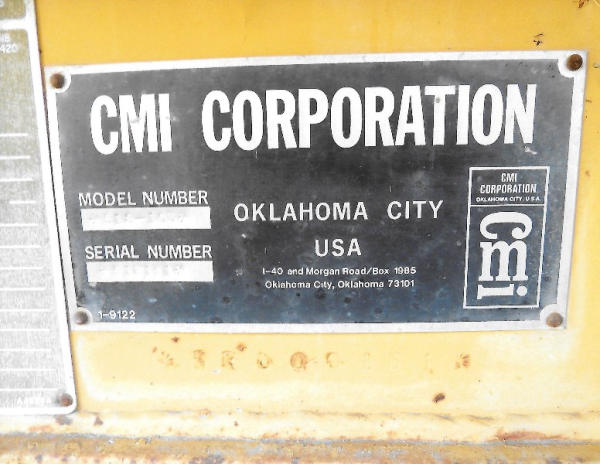 CMI CORPORATION
MODEL NUMBER
SERIAL NUMBER
OKLAHOMA CITY
USA
I-40 and Morgan Road/Box 1985
Oklahoma City, Oklahoma 73101
1-9122
CMI
CORPORATION
OKLAHOMA CITY, U.S.A.
cmi
420